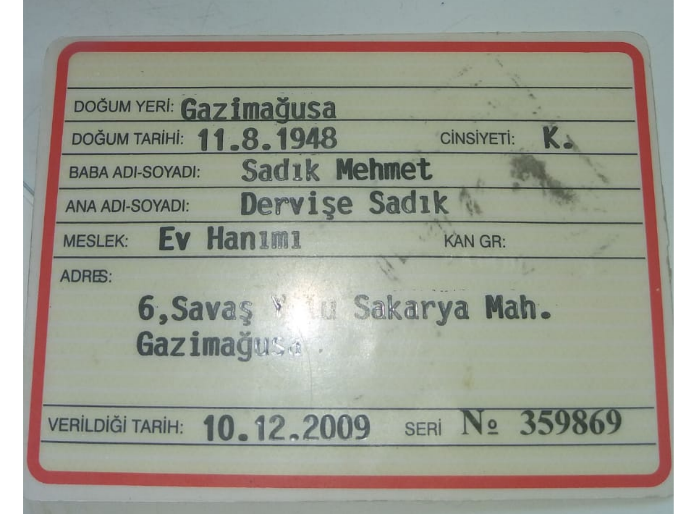 DOĞUM YERİ: Gazimağusa
DOĞUM TARİHİ: 11.8.1948 CİNSİYETİ: K.
BABA ADI-SOYADI: Sadık Mehmet
ANA ADI-SOYADI: Dervişe Sadık
MESLEK: Ev Hanımı KAN GR:
ADRES:
6,Savaş Sakarya Mah.
Gazimağusa
VERİLDİĞİ TARİH: 10.12.2009 SERİ № 359869